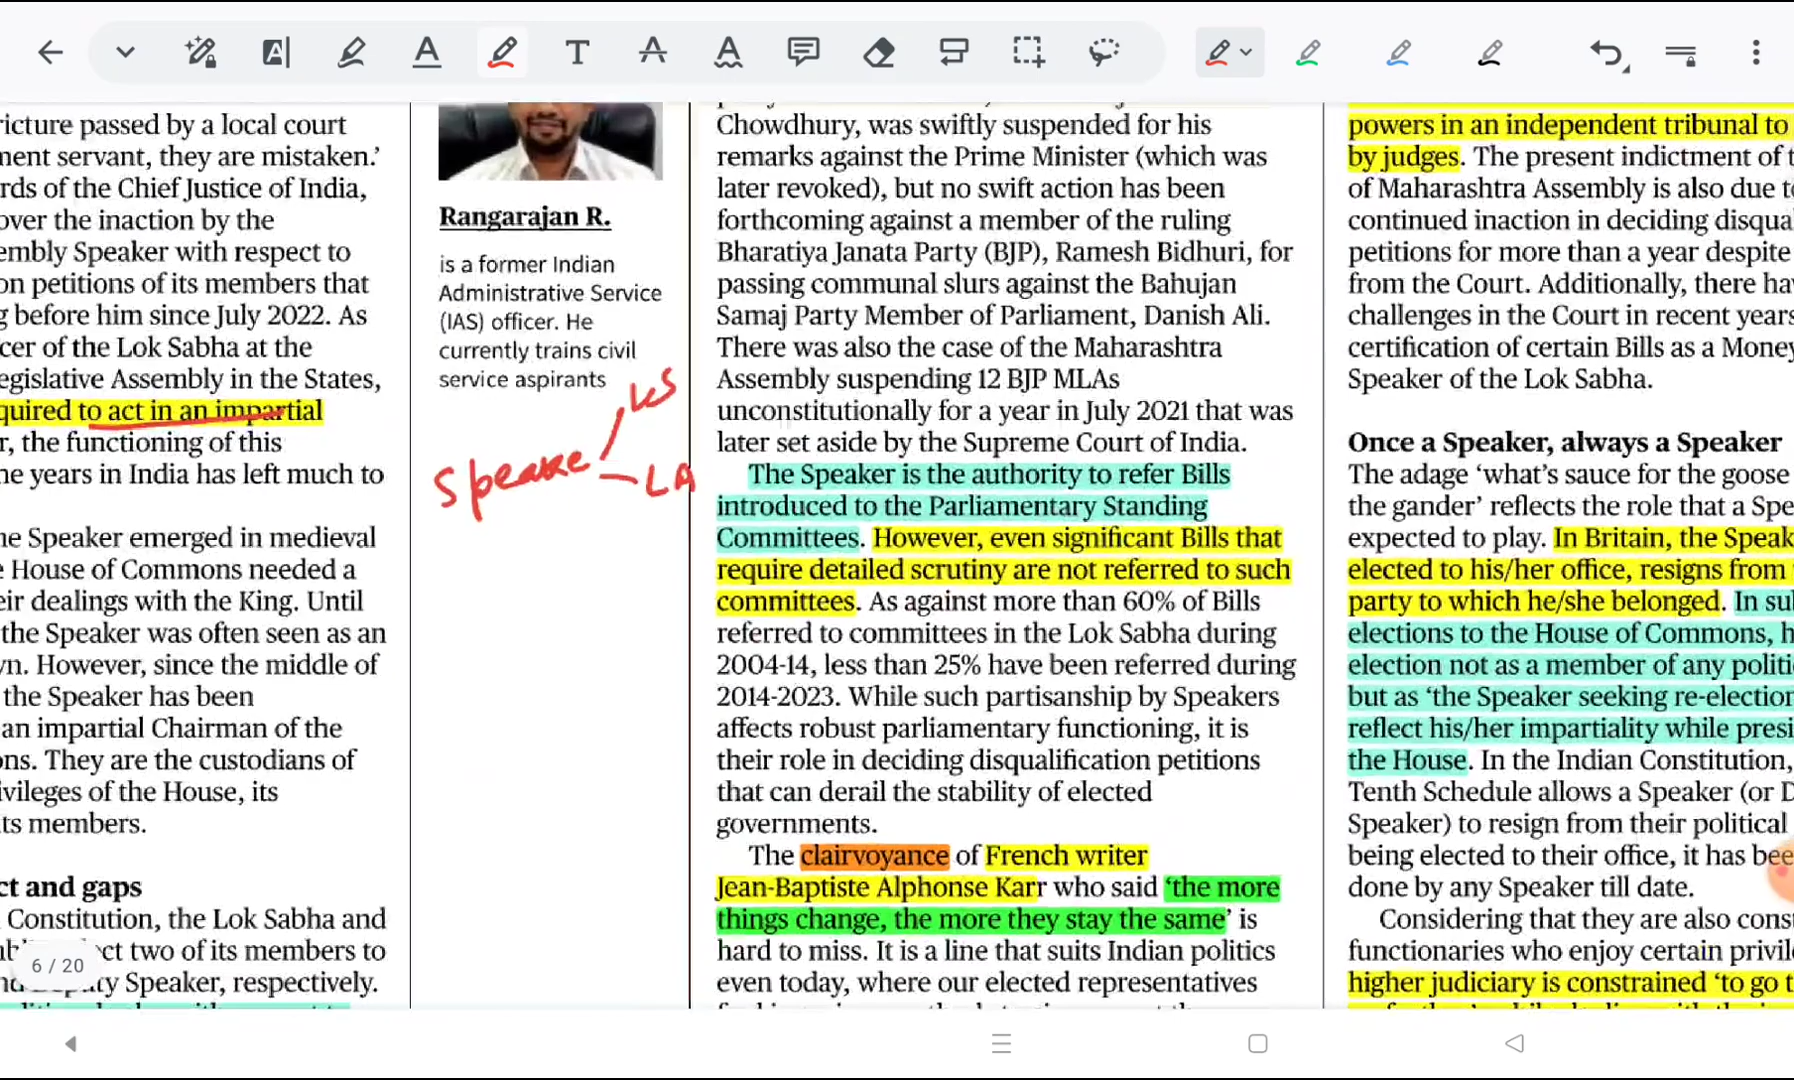 ricture passed by a local court
ment servant, they are mistaken.'
rds of the Chief Justice of India,
over the inaction by the
embly Speaker with respect to
on petitions of its members that
g before him since July 2022. As
cer of the Lok Sabha at the
egislative Assembly in the States,
quired to act in an impartial
r, the functioning of this
ne years in India has left much to
he Speaker emerged in medieval
e House of Commons needed a
eir dealings with the King. Until
the Speaker was often seen as an
wn. However, since the middle of
the Speaker has been
an impartial Chairman of the
ons. They are the custodians of
ivileges of the House, its
its members.
ct and gaps
Constitution, the Lok Sabha and
ect two of its members to
ty Speaker, respectively.
6 / 20
Rangarajan R.
is a former Indian
Administrative Service
(IAS) officer. He
currently trains civil
service aspirants
LS
Speake
LA
Chowdhury, was swiftly suspended for his
remarks against the Prime Minister (which was
later revoked), but no swift action has been
forthcoming against a member of the ruling
Bharatiya Janata Party (BJP), Ramesh Bidhuri, for
passing communal slurs against the Bahujan
Samaj Party Member of Parliament, Danish Ali.
There was also the case of the Maharashtra
Assembly suspending 12 BJP MLAs
unconstitutionally for a year in July 2021 that was
later set aside by the Supreme Court of India.
The Speaker is the authority to refer Bills
introduced to the Parliamentary Standing
Committees. However, even significant Bills that
require detailed scrutiny are not referred to such
committees. As against more than 60% of Bills
referred to committees in the Lok Sabha during
2004-14, less than 25% have been referred during
2014-2023. While such partisanship by Speakers
affects robust parliamentary functioning, it is
their role in deciding disqualification petitions
that can derail the stability of elected
governments.
The clairvoyance of French writer
Jean-Baptiste Alphonse Karr who said 'the more
things change, the more they stay the same' is
hard to miss. It is a line that suits Indian politics
even today, where our elected representatives
powers in an independent tribunal to
by judges. The present indictment of t
of Maharashtra Assembly is also due to
continued inaction in deciding disqua
petitions for more than a year despite
from the Court. Additionally, there ha
challenges in the Court in recent years
certification of certain Bills as a Money
Speaker of the Lok Sabha.
Once a Speaker, always a Speaker
The adage 'what's sauce for the goose
the gander' reflects the role that a Spe
expected to play. In Britain, the Speak
elected to his/her office, resigns from
party to which he/she belonged. In su
elections to the House of Commons, h
election not as a member of any politi
but as 'the Speaker seeking re-election
reflect his/her impartiality while presi
the House. In the Indian Constitution,
Tenth Schedule allows a Speaker (or D
Speaker) to resign from their political
being elected to their office, it has bee
done by any Speaker till date.
Considering that they are also cons
functionaries who enjoy certain privil
higher judiciary is constrained 'to go t